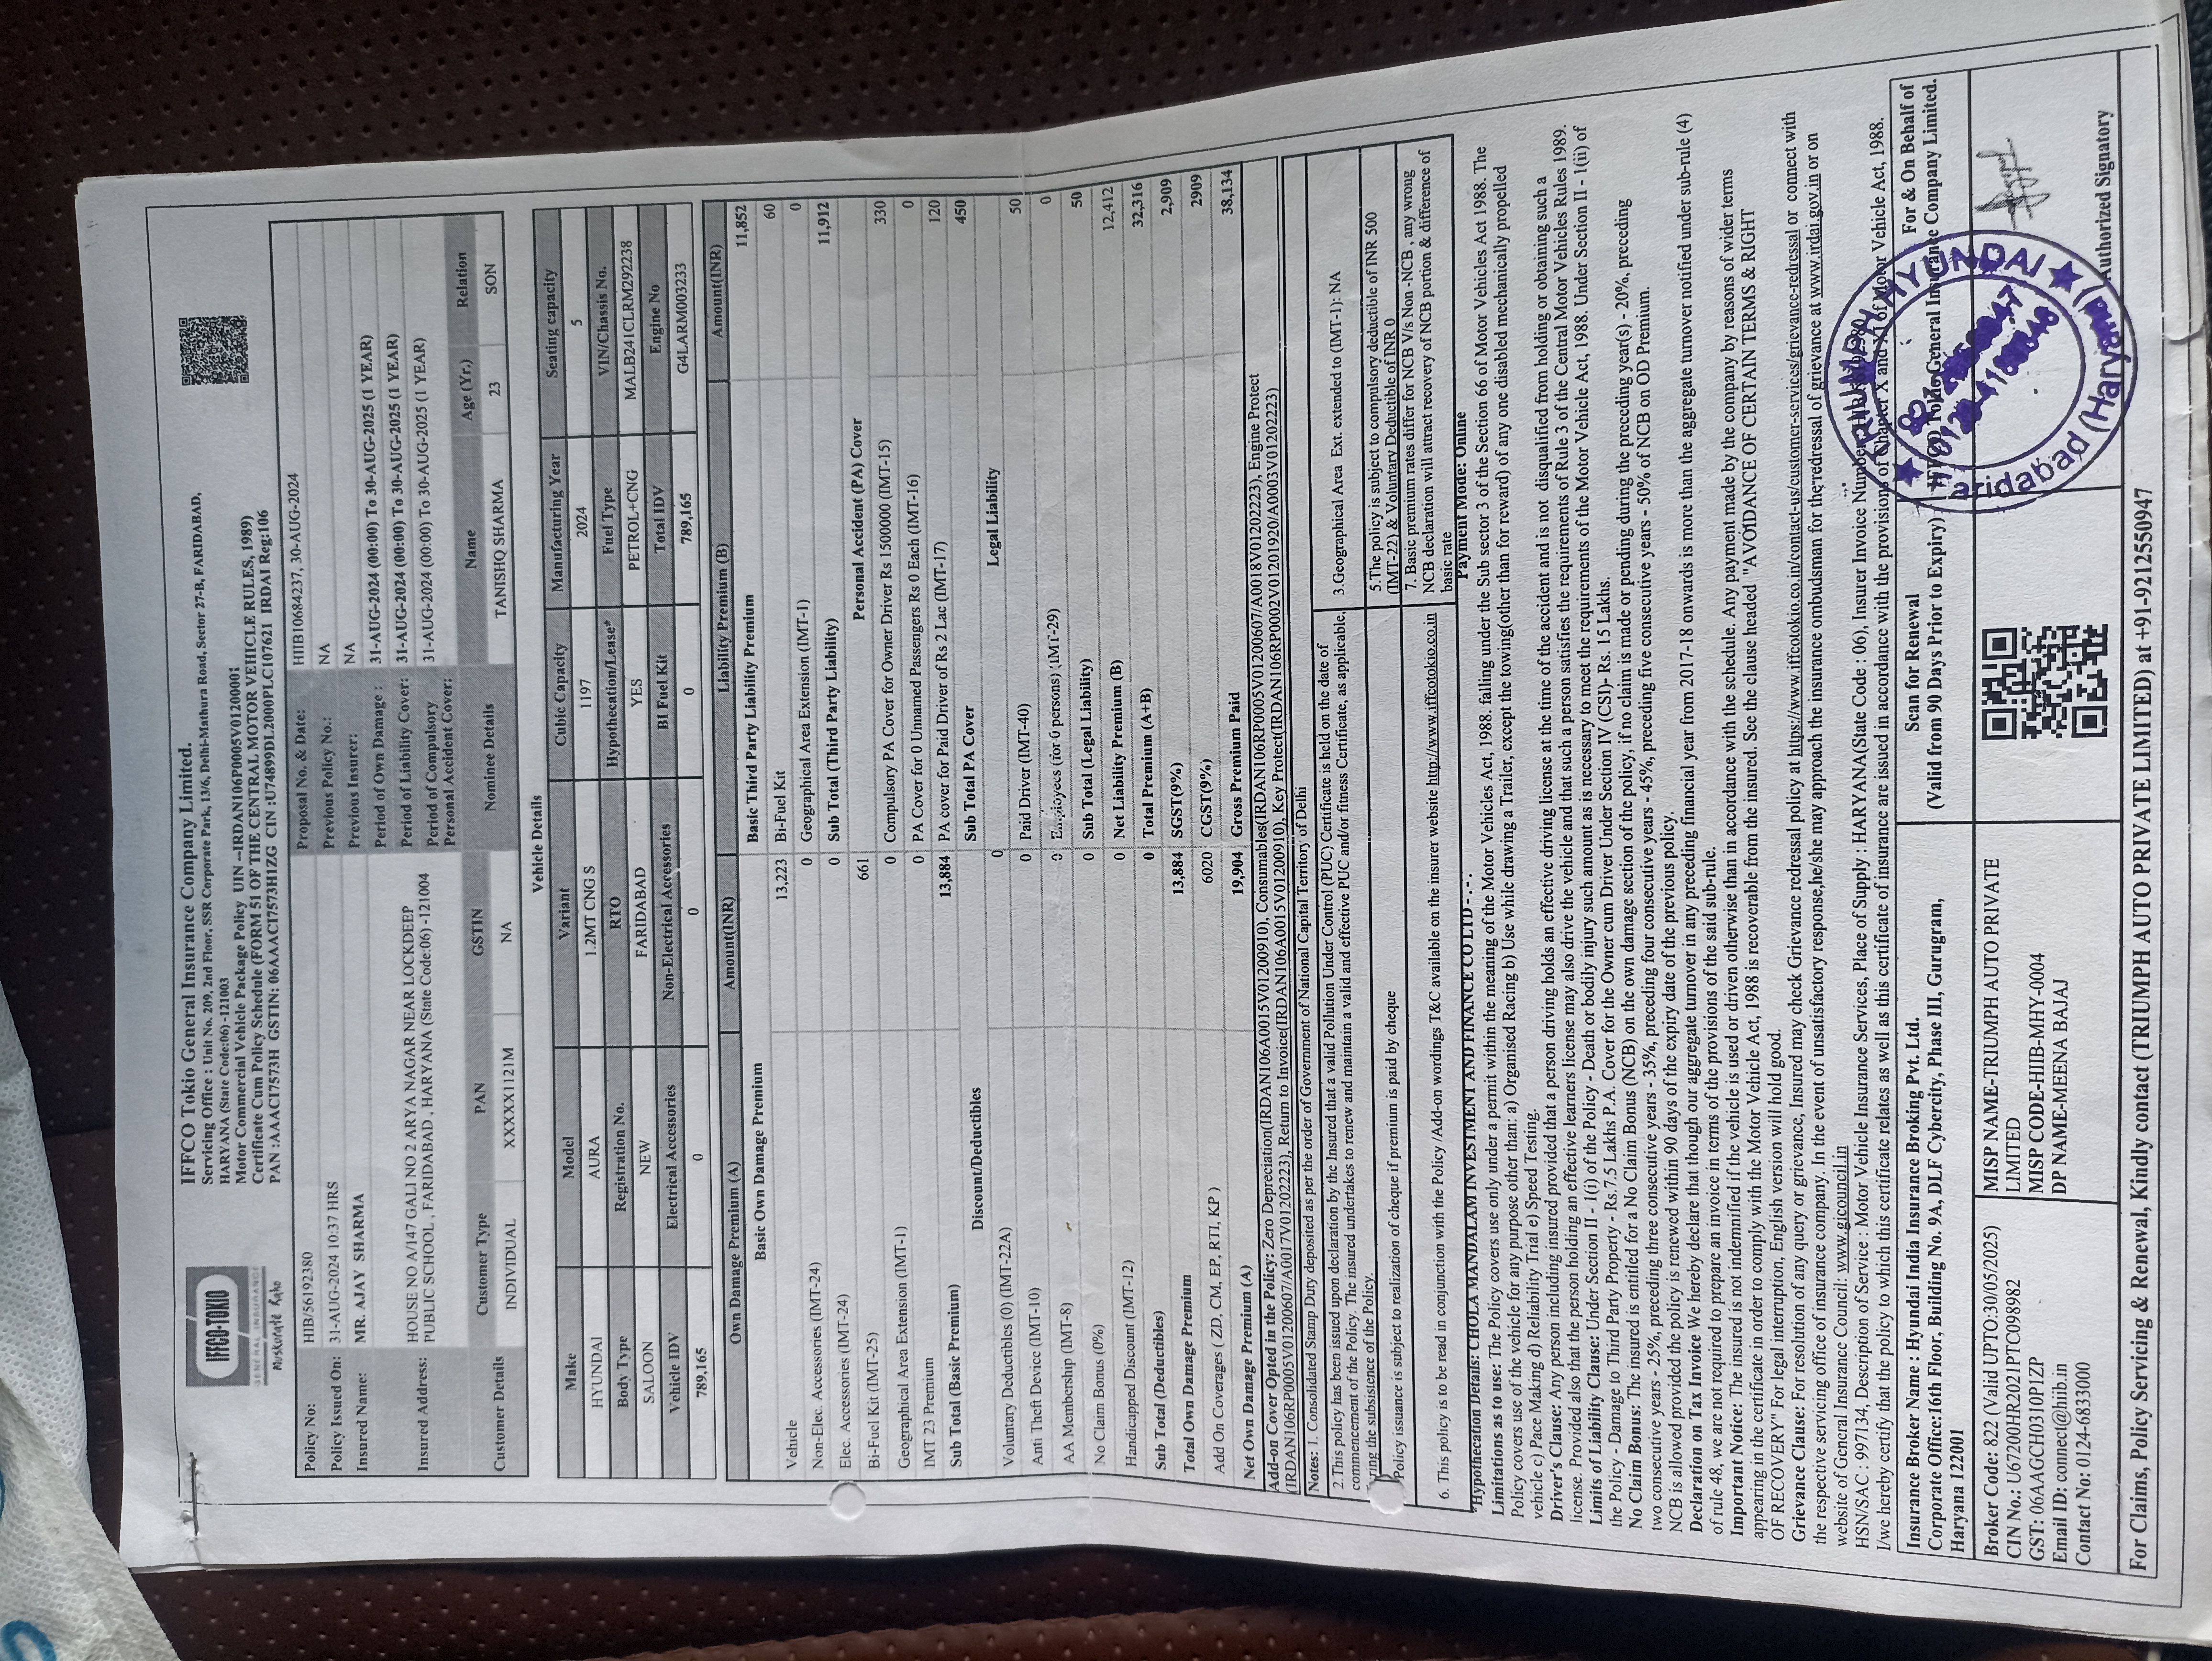 IFFCO-TOKIO
GENERAL INSURANCE
Muskurate Raho
IFFCO Tokio General Insurance Company Limited.
Servicing Office : Unit No. 209, 2nd Floor, SSR Corporate Park, 13/6, Delhi-Mathura Road, Sector 27-B, FARIDABAD,
HARYANA (State Code:06) -121003
Motor Commercial Vehicle Package Policy UIN –IRDAN106P0005V01200001
Certificate Cum Policy Schedule (FORM 51 OF THE CENTRAL MOTOR VEHICLE RULES, 1989)
PAN :AAACI7573H GSTIN: 06AAACI7573H1ZG CIN :U74899DL2000PLC107621 IRDAI Reg:106
Policy No: HIB/56192380 Proposal No. & Date: HIIB10684237, 30-AUG-2024
Policy Issued On: 31-AUG-2024 10:37 HRS Previous Policy No.: NA
Insured Name: MR. AJAY SHARMA Previous Insurer: NA
Insured Address: HOUSE NO A/147 GALI NO 2 ARYA NAGAR NEAR LOCKDEEP
PUBLIC SCHOOL , FARIDABAD , HARYANA (State Code:06) -121004
Period of Own Damage : 31-AUG-2024 (00:00) To 30-AUG-2025 (1 YEAR)
Period of Liability Cover: 31-AUG-2024 (00:00) To 30-AUG-2025 (1 YEAR)
Period of Compulsory Personal Accident Cover: 31-AUG-2024 (00:00) To 30-AUG-2025 (1 YEAR)
Customer Details Customer Type PAN GSTIN Nominee Details Name Age (Yr.) Relation
INDIVIDUAL XXXXX1121M NA TANISHQ SHARMA 23 SON
Vehicle Details
Make Model Variant Cubic Capacity Manufacturing Year Seating capacity
HYUNDAI AURA 1.2MT CNG S 1197 2024 5
Body Type Registration No. RTO Hypothecation/Lease* Fuel Type VIN/Chassis No.
SALOON NEW FARIDABAD YES PETROL+CNG MALB241CLRM292238
Vehicle IDV Electrical Accessories Non-Electrical Accessories BI Fuel Kit Total IDV Engine No
789,165 0 0 0 789,165 G4LARM003233
Own Damage Premium (A) Amount(INR) Liability Premium (B) Amount(INR)
Basic Own Damage Premium Basic Third Party Liability Premium 11,852
Vehicle 13,223 Bi-Fuel Kit 60
Non-Elec. Accessories (IMT-24) 0 Geographical Area Extension (IMT-1) 0
Elec. Accessories (IMT-24) 0 Sub Total (Third Party Liability) 11,912
Bi-Fuel Kit (IMT-25) 661 Personal Accident (PA) Cover
Geographical Area Extension (IMT-1) 0 Compulsory PA Cover for Owner Driver Rs 1500000 (IMT-15) 330
IMT 23 Premium 0 PA Cover for 0 Unnamed Passengers Rs 0 Each (IMT-16) 0
Sub Total (Basic Premium) 13,884 PA cover for Paid Driver of Rs 2 Lac (IMT-17) 120
Discount/Deductibles Sub Total PA Cover 450
Voluntary Deductibles (0) (IMT-22A) 0 Legal Liability
Anti Theft Device (IMT-10) 0 Paid Driver (IMT-40) 50
AA Membership (IMT-8) 0 Employees (for 0 persons) (IMT-29) 0
No Claim Bonus (0%) 0 Sub Total (Legal Liability) 50
Handicapped Discount (IMT-12) 0 Net Liability Premium (B) 12,412
Sub Total (Deductibles) 0 Total Premium (A+B) 32,316
Total Own Damage Premium 13,884 SGST(9%) 2,909
Add On Coverages ( ZD, CM, EP, RTI, KP ) 6020 CGST(9%) 2909
Net Own Damage Premium (A) 19,904 Gross Premium Paid 38,134
Add-on Cover Opted in the Policy: Zero Depreciation(IRDAN106A0015V01200910), Consumables(IRDAN106RP0005V01200607/A0018V01202223), Engine Protect
(IRDAN106RP0005V01200607/A0017V01202223), Return to Invoice(IRDAN106A0015V01200910), Key Protect(IRDAN106RP0002V01201920/A0003V01202223)
Notes: 1. Consolidated Stamp Duty deposited as per the order of Government of National Capital Territory of Delhi
2. This policy has been issued upon declaration by the Insured that a valid Pollution Under Control (PUC) Certificate is held on the date of
commencement of the Policy. The insured undertakes to renew and maintain a valid and effective PUC and/or fitness Certificate, as applicable,
during the subsistence of the Policy.
3.Geographical Area Ext. extended to (IMT-1): NA
Policy issuance is subject to realization of cheque if premium is paid by cheque
5.The policy is subject to compulsory deductible of INR 500
(IMT-22) & Voluntary Deductible of INR 0
6. This policy is to be read in conjunction with the Policy /Add-on wordings T&C available on the insurer website http://www.iffcotokio.co.in
7. Basic premium rates differ for NCB V/s Non -NCB , any wrong
NCB declaration will attract recovery of NCB portion & difference of
basic rate
*Hypothecation Details: CHOLA MANDALAM INVESTMENT AND FINANCE CO LTD - . - . Payment Mode: Online
Limitations as to use: The Policy covers use only under a permit within the meaning of the Motor Vehicles Act, 1988. falling under the Sub sector 3 of the Section 66 of Motor Vehicles Act 1988. The
Policy covers use of the vehicle for any purpose other than: a) Organised Racing b) Use while drawing a Trailer, except the towing(other than for reward) of any one disabled mechanically propelled
vehicle c) Pace Making d) Reliability Trial e) Speed Testing.
Driver's Clause: Any person including insured provided that a person driving holds an effective driving license at the time of the accident and is not disqualified from holding or obtaining such a
license. Provided also that the person holding an effective learners license may also drive the vehicle and that such a person satisfies the requirements of Rule 3 of the Central Motor Vehicles Rules 1989.
Limits of Liability Clause: Under Section II - 1(i) of the Policy - Death or bodily injury such amount as is necessary to meet the requirements of the Motor Vehicle Act, 1988. Under Section II - 1(ii) of
the Policy - Damage to Third Party Property - Rs.7.5 Lakhs P.A. Cover for the Owner cum Driver Under Section IV (CSI)- Rs. 15 Lakhs.
No Claim Bonus: The insured is entitled for a No Claim Bonus (NCB) on the own damage section of the policy, if no claim is made or pending during the preceding year(s) - 20%, preceding
two consecutive years - 25%, preceding three consecutive years - 35%, preceding four consecutive years - 45%, preceding five consecutive years - 50% of NCB on OD Premium.
NCB is allowed provided the policy is renewed within 90 days of the expiry date of the previous policy.
Declaration on Tax Invoice We hereby declare that though our aggregate turnover in any preceding financial year from 2017-18 onwards is more than the aggregate turnover notified under sub-rule (4)
of rule 48, we are not required to prepare an invoice in terms of the provisions of the said sub-rule.
Important Notice: The insured is not indemnified if the vehicle is used or driven otherwise than in accordance with the schedule. Any payment made by the company by reasons of wider terms
appearing in the certificate in order to comply with the Motor Vehicle Act, 1988 is recoverable from the insured. See the clause headed "AVOIDANCE OF CERTAIN TERMS & RIGHT
OF RECOVERY" For legal interruption, English version will hold good.
Grievance Clause: For resolution of any query or grievance, Insured may check Grievance redressal policy at https://www.iffcotokio.co.in/contact-us/customer-services/grievance-redressal or connect with
the respective servicing office of insurance company. In the event of unsatisfactory response,he/she may approach the insurance ombudsman for the redressal of grievance at www.irdai.gov.in or on
website of General Insurance Council: www.gicouncil.in
HSN/SAC : 997134, Description of Service : Motor Vehicle Insurance Services, Place of Supply : HARYANA(State Code : 06), Insurer Invoice Number
I/we hereby certify that the policy to which this certificate relates as well as this certificate of insurance are issued in accordance with the provisions of Chapter X and XI of Motor Vehicle Act, 1988.
Insurance Broker Name : Hyundai India Insurance Broking Pvt. Ltd.
Corporate Office:16th Floor, Building No. 9A, DLF Cybercity, Phase III, Gurugram,
Haryana 122001
Scan for Renewal
(Valid from 90 Days Prior to Expiry)
For & On Behalf of
IFFCO Tokio General Insurance Company Limited.
Broker Code: 822 (Valid UPTO:30/05/2025)
CIN No.: U67200HR2021PTC098982
GST: 06AAGCH0310P1ZP
Email ID: connect@hiib.in
Contact No: 0124-6833000
MISP NAME-TRIUMPH AUTO PRIVATE
LIMITED
MISP CODE-HIB-MHY-0004
DP NAME-MEENA BAJAJ
TRIUMPH HYUNDAI
Faridabad (Haryana)
Authorized Signatory
For Claims, Policy Servicing & Renewal, Kindly contact (TRIUMPH AUTO PRIVATE LIMITED) at +91-9212550947